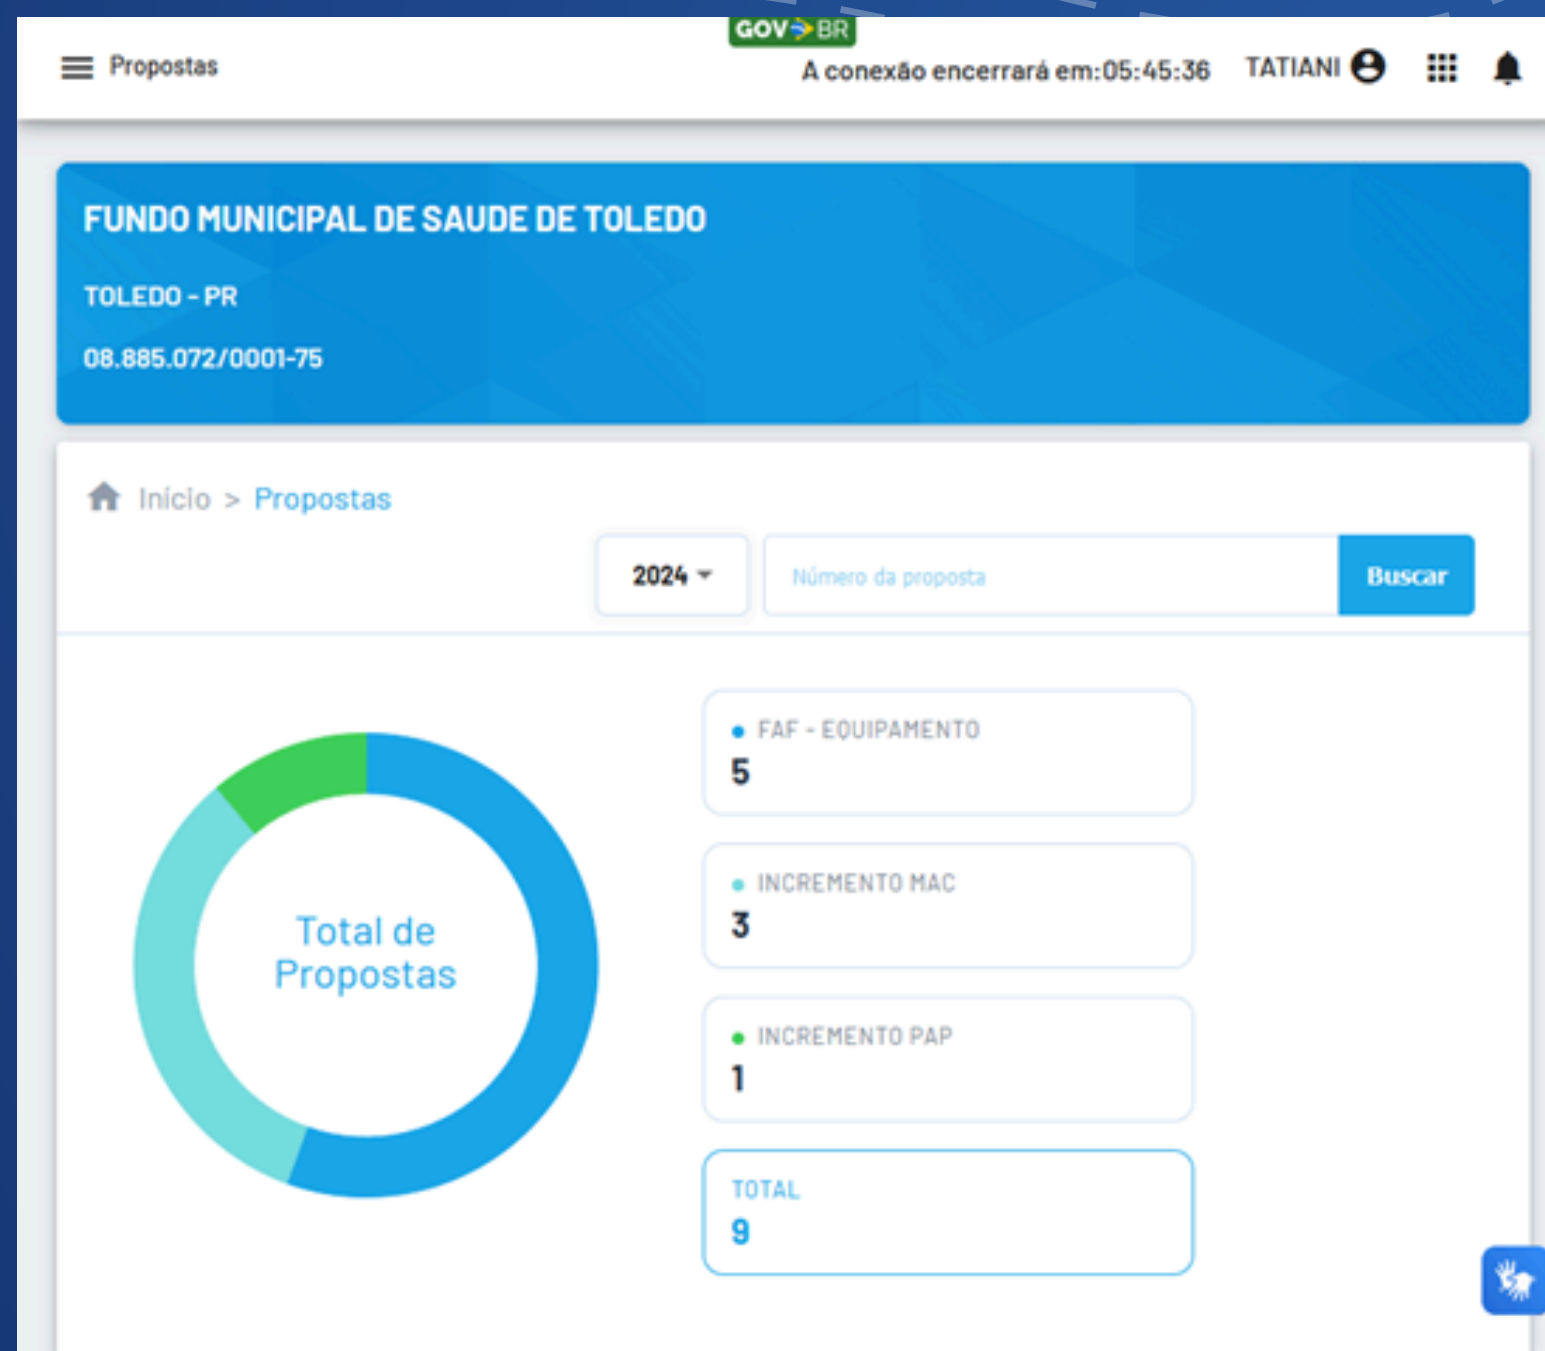 GOV BR
Propostas
A conexão encerrará em:05:45:36
TATIANI
FUNDO MUNICIPAL DE SAUDE DE TOLEDO
TOLEDO - PR
08.885.072/0001-75
Início > Propostas
2024
Número da proposta
Buscar
Total de
Propostas
FAF - EQUIPAMENTO
5
INCREMENTO MAC
3
INCREMENTO PAP
1
TOTAL
9